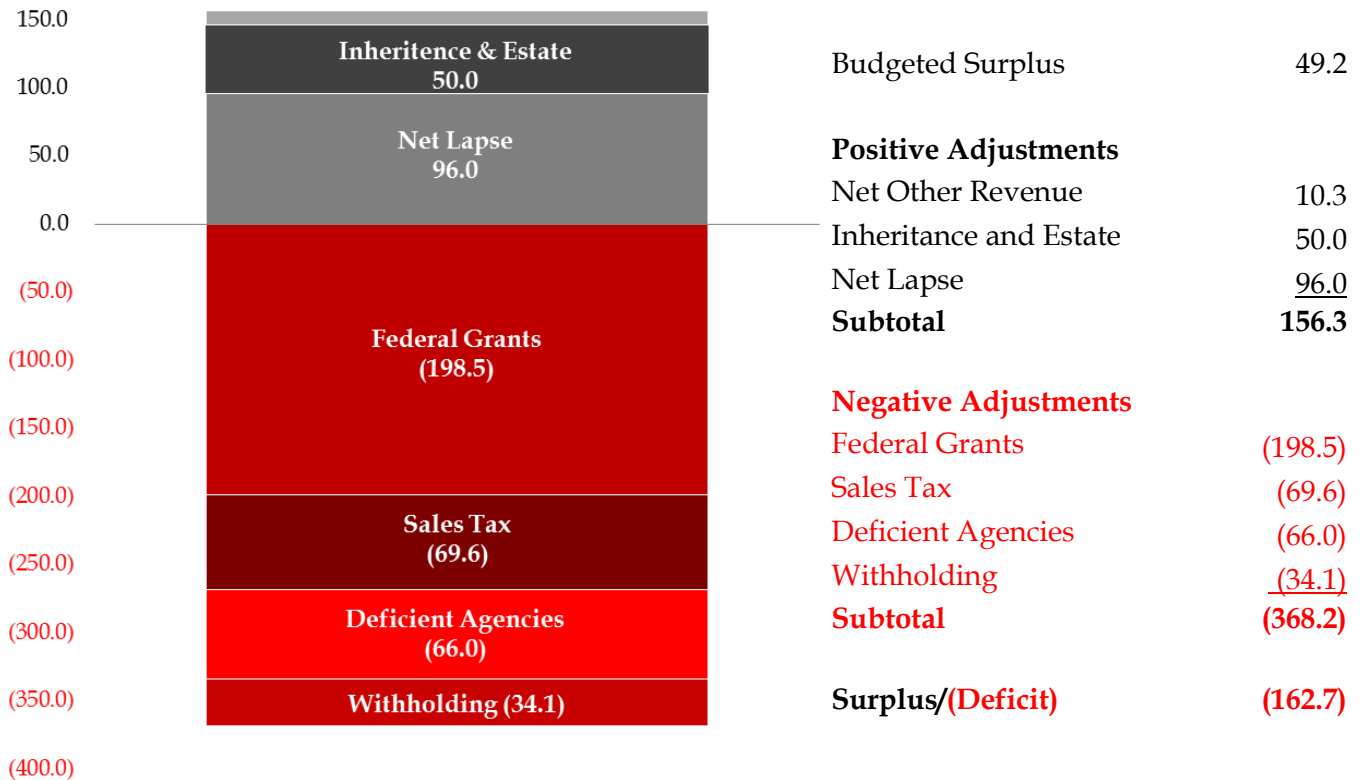 150.0
100.0
50.0
0.0
(50.0)
(100.0)
(150.0)
(200.0)
(250.0)
(300.0)
(350.0)
(400.0)
Inheritence & Estate
50.0
Net Lapse
96.0
Federal Grants
(198.5)
Sales Tax
(69.6)
Deficient Agencies
(66.0)
Withholding (34.1)
Budgeted Surplus 49.2
Positive Adjustments
Net Other Revenue 10.3
Inheritance and Estate 50.0
Net Lapse 96.0
Subtotal 156.3
Negative Adjustments
Federal Grants (198.5)
Sales Tax (69.6)
Deficient Agencies (66.0)
Withholding (34.1)
Subtotal (368.2)
Surplus/(Deficit) (162.7)